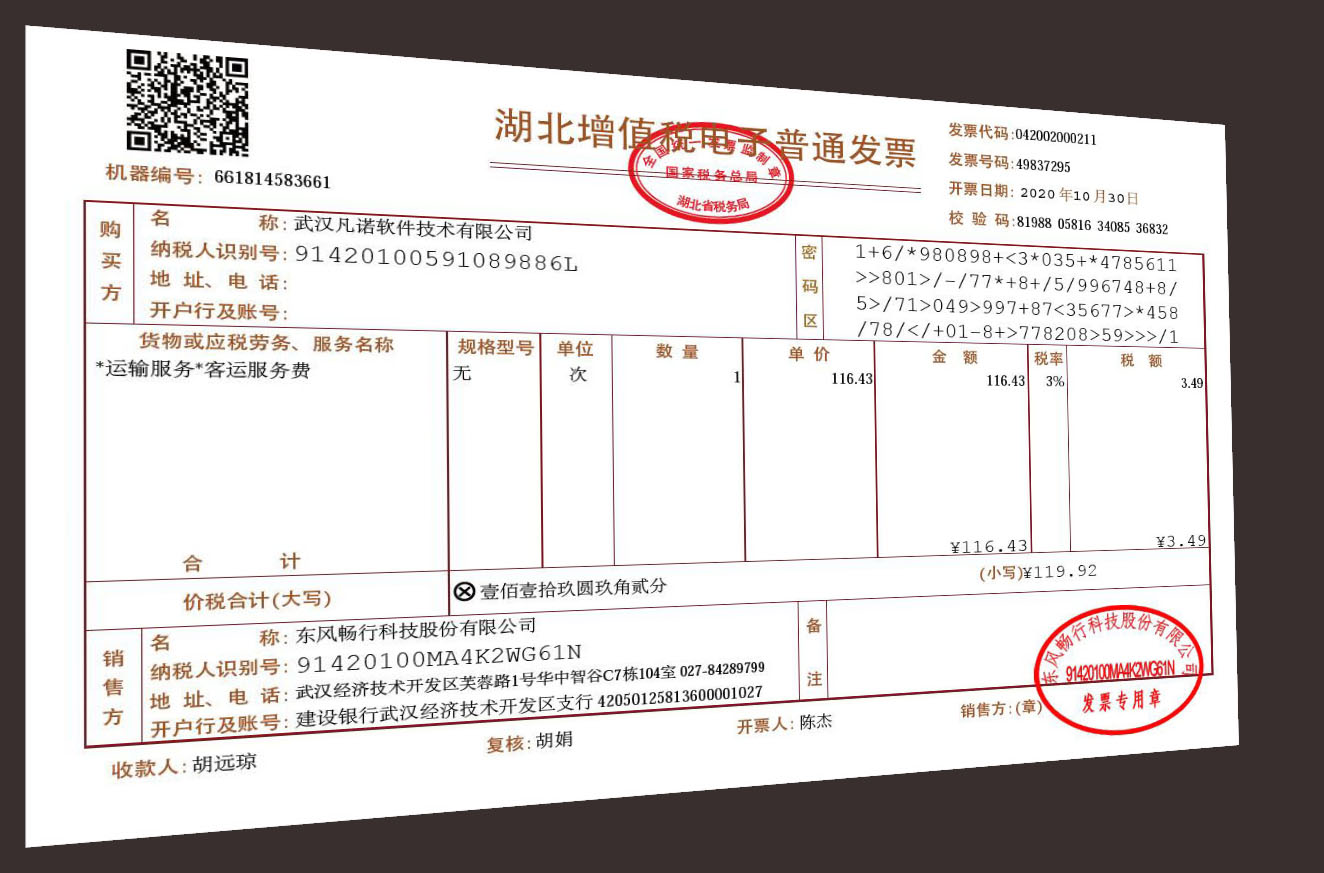 湖北增值税电子普通发票
全国统一发票监制章
国家税务总局
湖北省税务局
机器编号: 661814583661
发票代码:042002000211
发票号码:49837295
开票日期: 2020 年10 月30日
校 验 码:81988 05816 34085 36832
购买方
名 称: 武汉凡诺软件技术有限公司
纳税人识别号: 91420100591089886L
地 址、电 话:
开户行及账号:
密码区
1+6/*980898+<3*035+*4785611
>>801>/-/77*+8+/5/996748+8/
5>/71>049>997+87<35677>*458
/78/</+01-8+>778208>59>>>/1
货物或应税劳务、服务名称 规格型号 单位 数 量 单 价 金 额 税率 税 额
*运输服务*客运服务费 无 次 1 116.43 116.43 3% 3.49
合 计 ¥116.43 ¥3.49
价税合计(大写) ⊗壹佰壹拾玖圆玖角贰分 (小写)¥119.92
销售方
名 称: 东风畅行科技股份有限公司
纳税人识别号: 91420100MA4K2WG61N
地 址、电 话: 武汉经济技术开发区芙蓉路1号华中智谷C7栋104室 027-84289799
开户行及账号: 建设银行武汉经济技术开发区支行 42050125813600001027
备注
收款人: 胡远琼 复核: 胡娟 开票人: 陈杰 销售方:(章)
东风畅行科技股份有限公司
91420100MA4K2WG61N
发票专用章